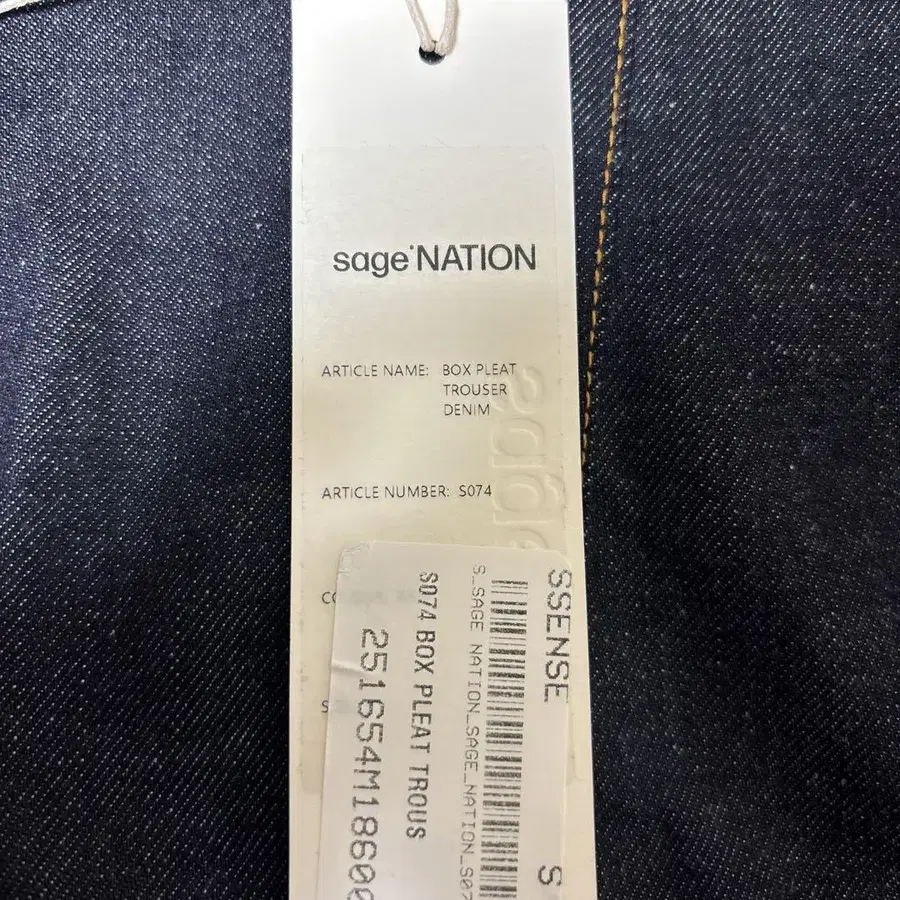 sage'NATION
ARTICLE NAME: BOX PLEAT
TROUSER
DENIM
ARTICLE NUMBER: S074
SSENSE
S_SAGE NATION_SAGE_NATION_S07
S074 BOX PLEAT TROUS
251654M18600